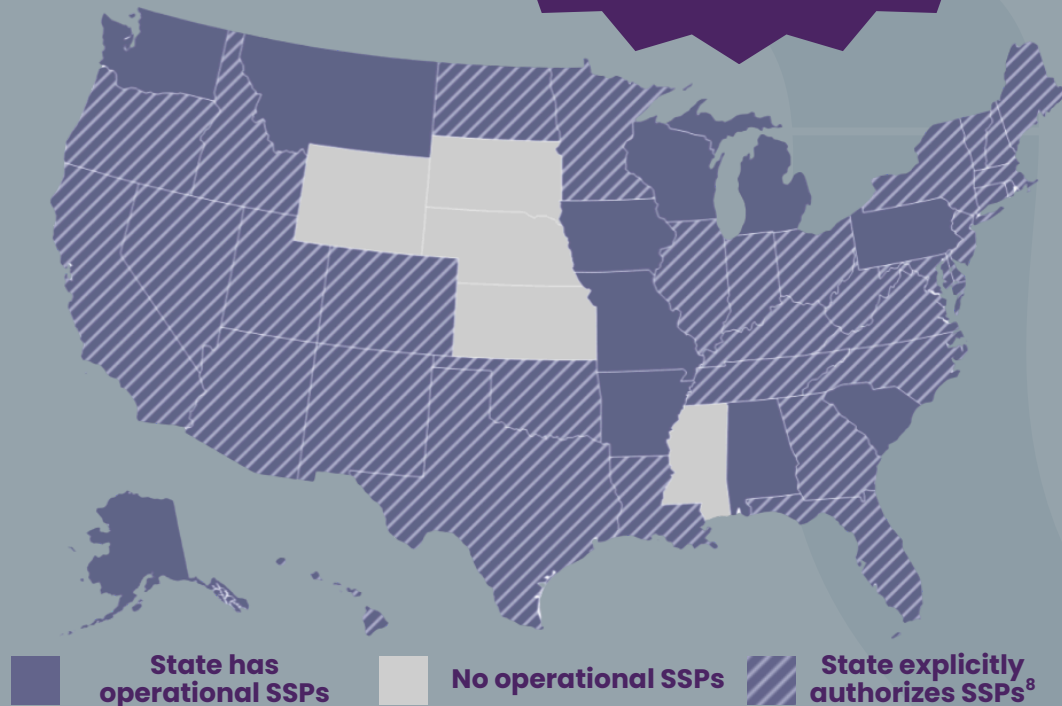 State has
operational SSPs
No operational SSPs
State explicitly
authorizes SSPs⁸